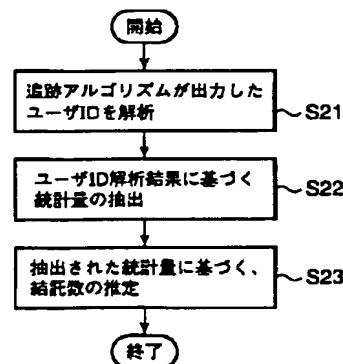 開始
追跡アルゴリズムが出力した
ユーザIDを解析
S21
ユーザID解析結果に基づく
統計量の抽出
S22
抽出された統計量に基づく、
結託数の推定
S23
終了